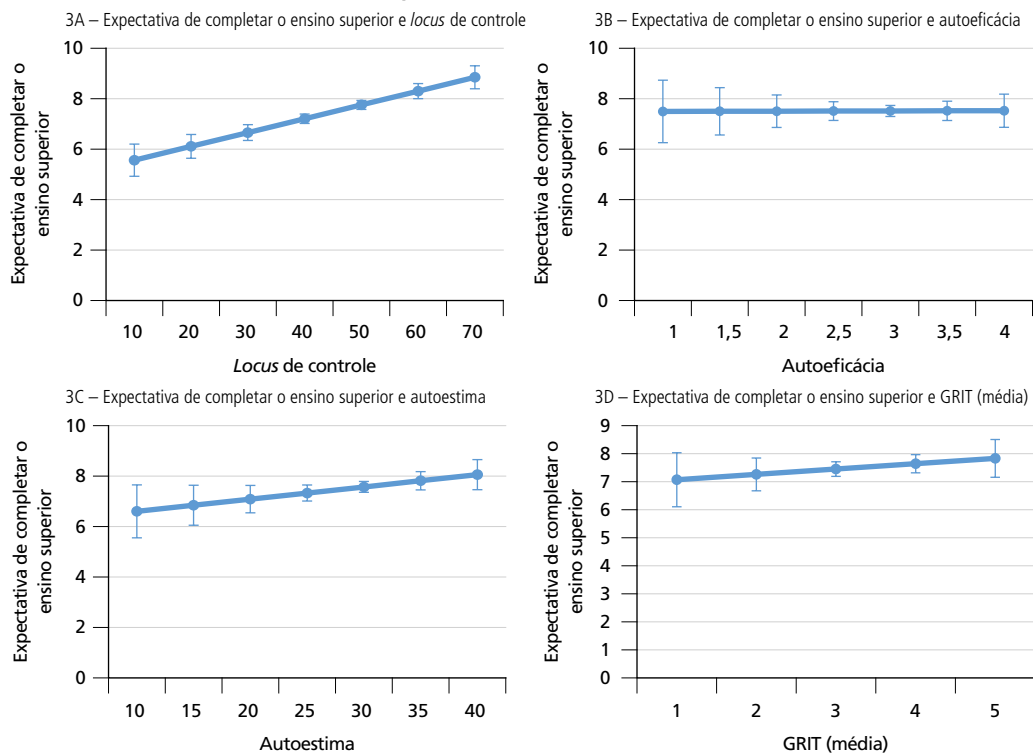 3A – Expectativa de completar o ensino superior e locus de controle
Expectativa de completar o
ensino superior
10
8
6
4
2
0
10 20 30 40 50 60 70
Locus de controle
3B – Expectativa de completar o ensino superior e autoeficácia
Expectativa de completar o
ensino superior
10
8
6
4
2
0
1 1,5 2 2,5 3 3,5 4
Autoeficácia
3C – Expectativa de completar o ensino superior e autoestima
Expectativa de completar o
ensino superior
10
8
6
4
2
0
10 15 20 25 30 35 40
Autoestima
3D – Expectativa de completar o ensino superior e GRIT (média)
Expectativa de completar o
ensino superior
9
8
7
6
5
4
3
2
1
0
1 2 3 4 5
GRIT (média)